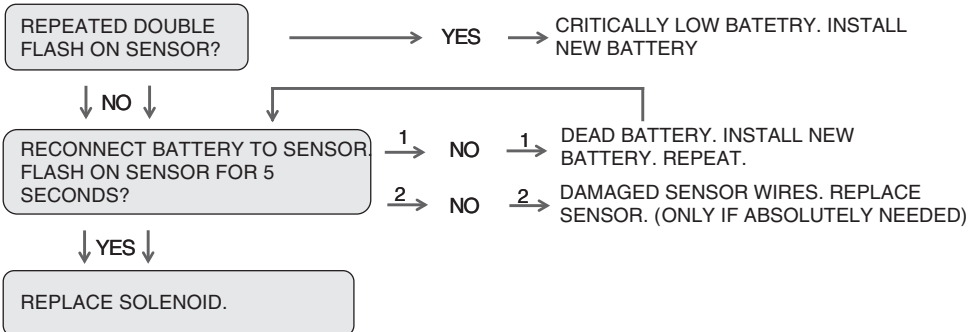 REPEATED DOUBLE
FLASH ON SENSOR?
YES
CRITICALLY LOW BATETRY. INSTALL
NEW BATTERY
NO
RECONNECT BATTERY TO SENSOR.
FLASH ON SENSOR FOR 5
SECONDS?
1
NO
1
DEAD BATTERY. INSTALL NEW
BATTERY. REPEAT.
2
NO
2
DAMAGED SENSOR WIRES. REPLACE
SENSOR. (ONLY IF ABSOLUTELY NEEDED)
YES
REPLACE SOLENOID.